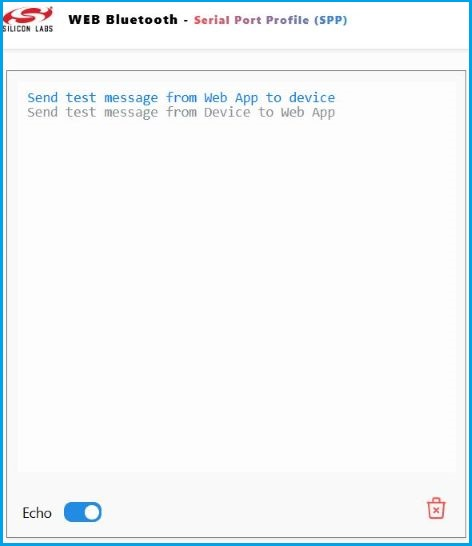 SILICON LABS
WEB Bluetooth - Serial Port Profile (SPP)
Send test message from Web App to device
Send test message from Device to Web App
Echo